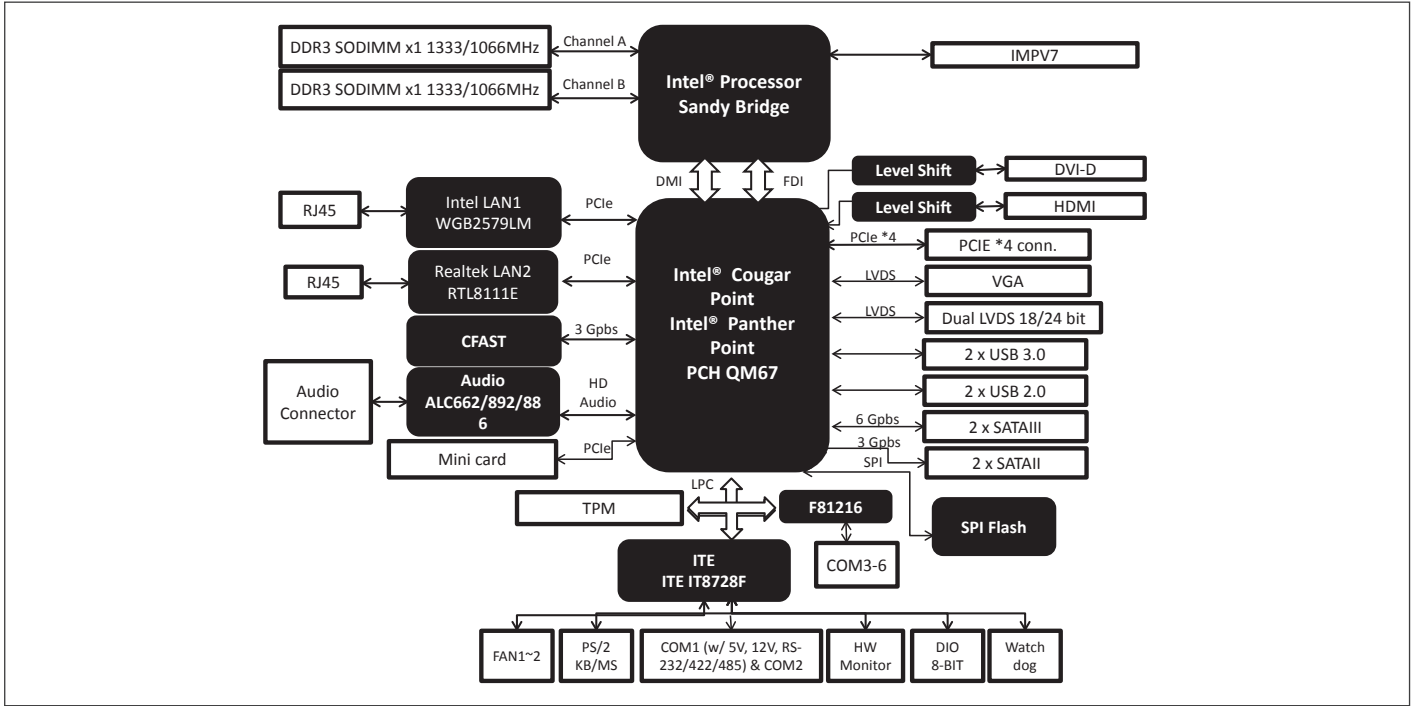 DDR3 SODIMM x1 1333/1066MHz
Channel A
DDR3 SODIMM x1 1333/1066MHz
Channel B
Intel® Processor
Sandy Bridge
IMPV7
DMI
FDI
Level Shift
DVI-D
Level Shift
HDMI
RJ45
Intel LAN1
WGB2579LM
PCIe
RJ45
Realtek LAN2
RTL8111E
PCIe
CFAST
3 Gpbs
Audio
Connector
Audio
ALC662/892/88
6
HD
Audio
Mini card
PCIe
Intel® Cougar
Point
Intel® Panther
Point
PCH QM67
PCIe *4
PCIE *4 conn.
LVDS
VGA
LVDS
Dual LVDS 18/24 bit
2 x USB 3.0
2 x USB 2.0
6 Gpbs
2 x SATAIII
3 Gpbs
2 x SATAII
SPI
SPI Flash
LPC
TPM
F81216
COM3-6
ITE
ITE IT8728F
FAN1~2
PS/2
KB/MS
COM1 (w/ 5V, 12V, RS-
232/422/485) & COM2
HW
Monitor
DIO
8-BIT
Watch
dog